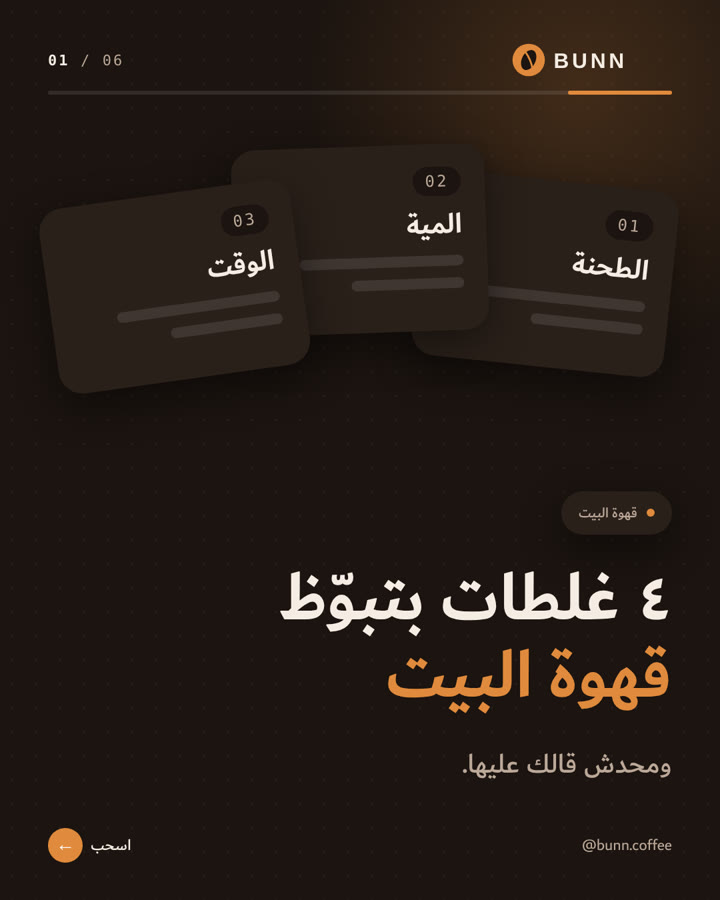 01 / 06
BUNN
01
الطحنة
02
المية
03
الوقت
قهوة البيت
٤ غلطات بتبوّظ
قهوة البيت
ومحدش قالك عليها.
@bunn.coffee
اسحب ←